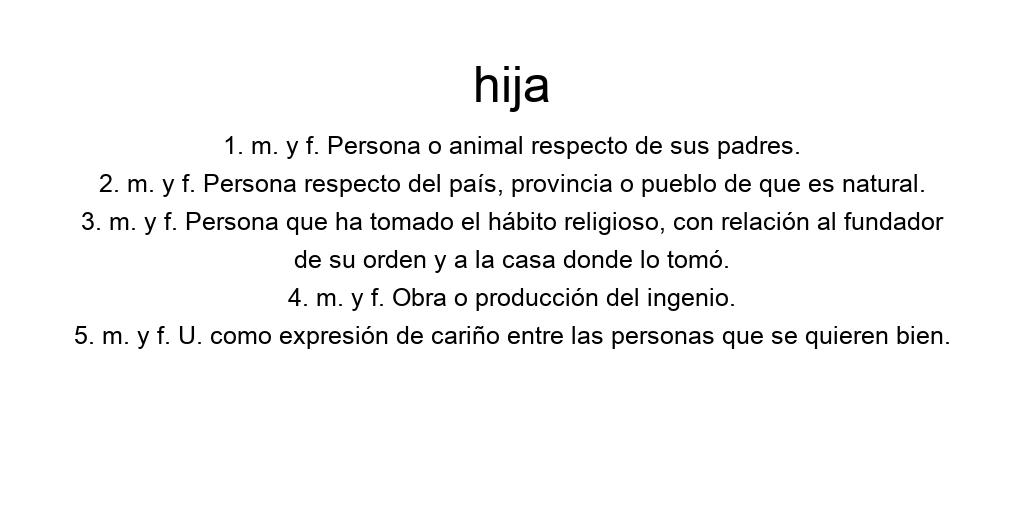 hija
1. m. y f. Persona o animal respecto de sus padres.
2. m. y f. Persona respecto del país, provincia o pueblo de que es natural.
3. m. y f. Persona que ha tomado el hábito religioso, con relación al fundador
de su orden y a la casa donde lo tomó.
4. m. y f. Obra o producción del ingenio.
5. m. y f. U. como expresión de cariño entre las personas que se quieren bien.